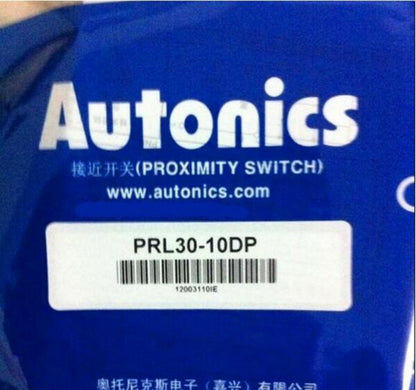 Autonics
接近开关(PROXIMITY SWITCH)
www.autonics.com
PRL30-10DP
12003110IE
奥托尼克斯电子（嘉兴）有限公司